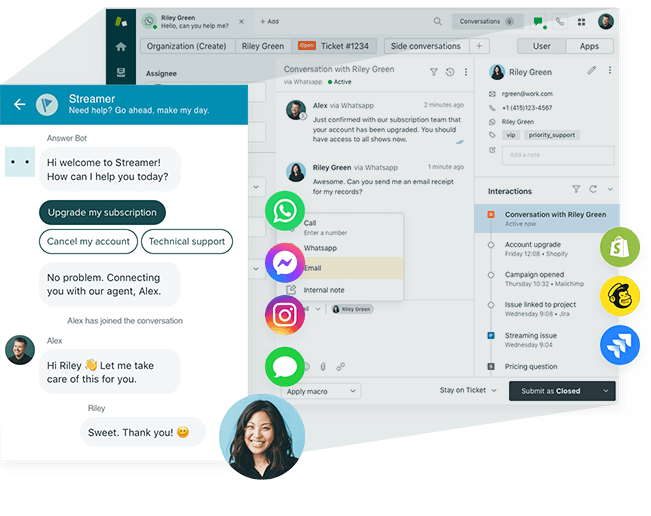 Riley Green
Hello, can you help me?
+ Add
Conversations 0
Organization (Create)
Riley Green
Open Ticket #1234
Side conversations
+
User
Apps
Assignee
Conversation with Riley Green
via Whatsapp
Active
Alex via Whatsapp
2 minutes ago
Just confirmed with our subscription team that
your account has been upgraded. You should
have access to all shows now.
Riley Green via Whatsapp
1 minute ago
Awesome. Can you send me an email receipt
for my records?
Call
Enter a number
Whatsapp
Email
Internal note
Riley Green
Apply macro
Stay on Ticket
Submit as Closed
Riley Green
rgreen@work.com
+1 (415)-123-4567
Riley Green
vip
priority_support
Add a note
Interactions
Conversation with Riley Green
Active now
Account upgrade
Friday 12:08 • Shopify
Campaign opened
Thursday 10:32 • Mailchimp
Issue linked to project
Wednesday 9:08 • Jira
Streaming issue
Wednesday 9:04
Pricing question
Streamer
Need help? Go ahead, make my day.
Answer Bot
Hi welcome to Streamer!
How can I help you today?
Upgrade my subscription
Cancel my account
Technical support
No problem. Connecting
you with our agent, Alex.
Alex has joined the conversation
Alex
Hi Riley 👋 Let me take
care of this for you.
Riley
Sweet. Thank you! 😊